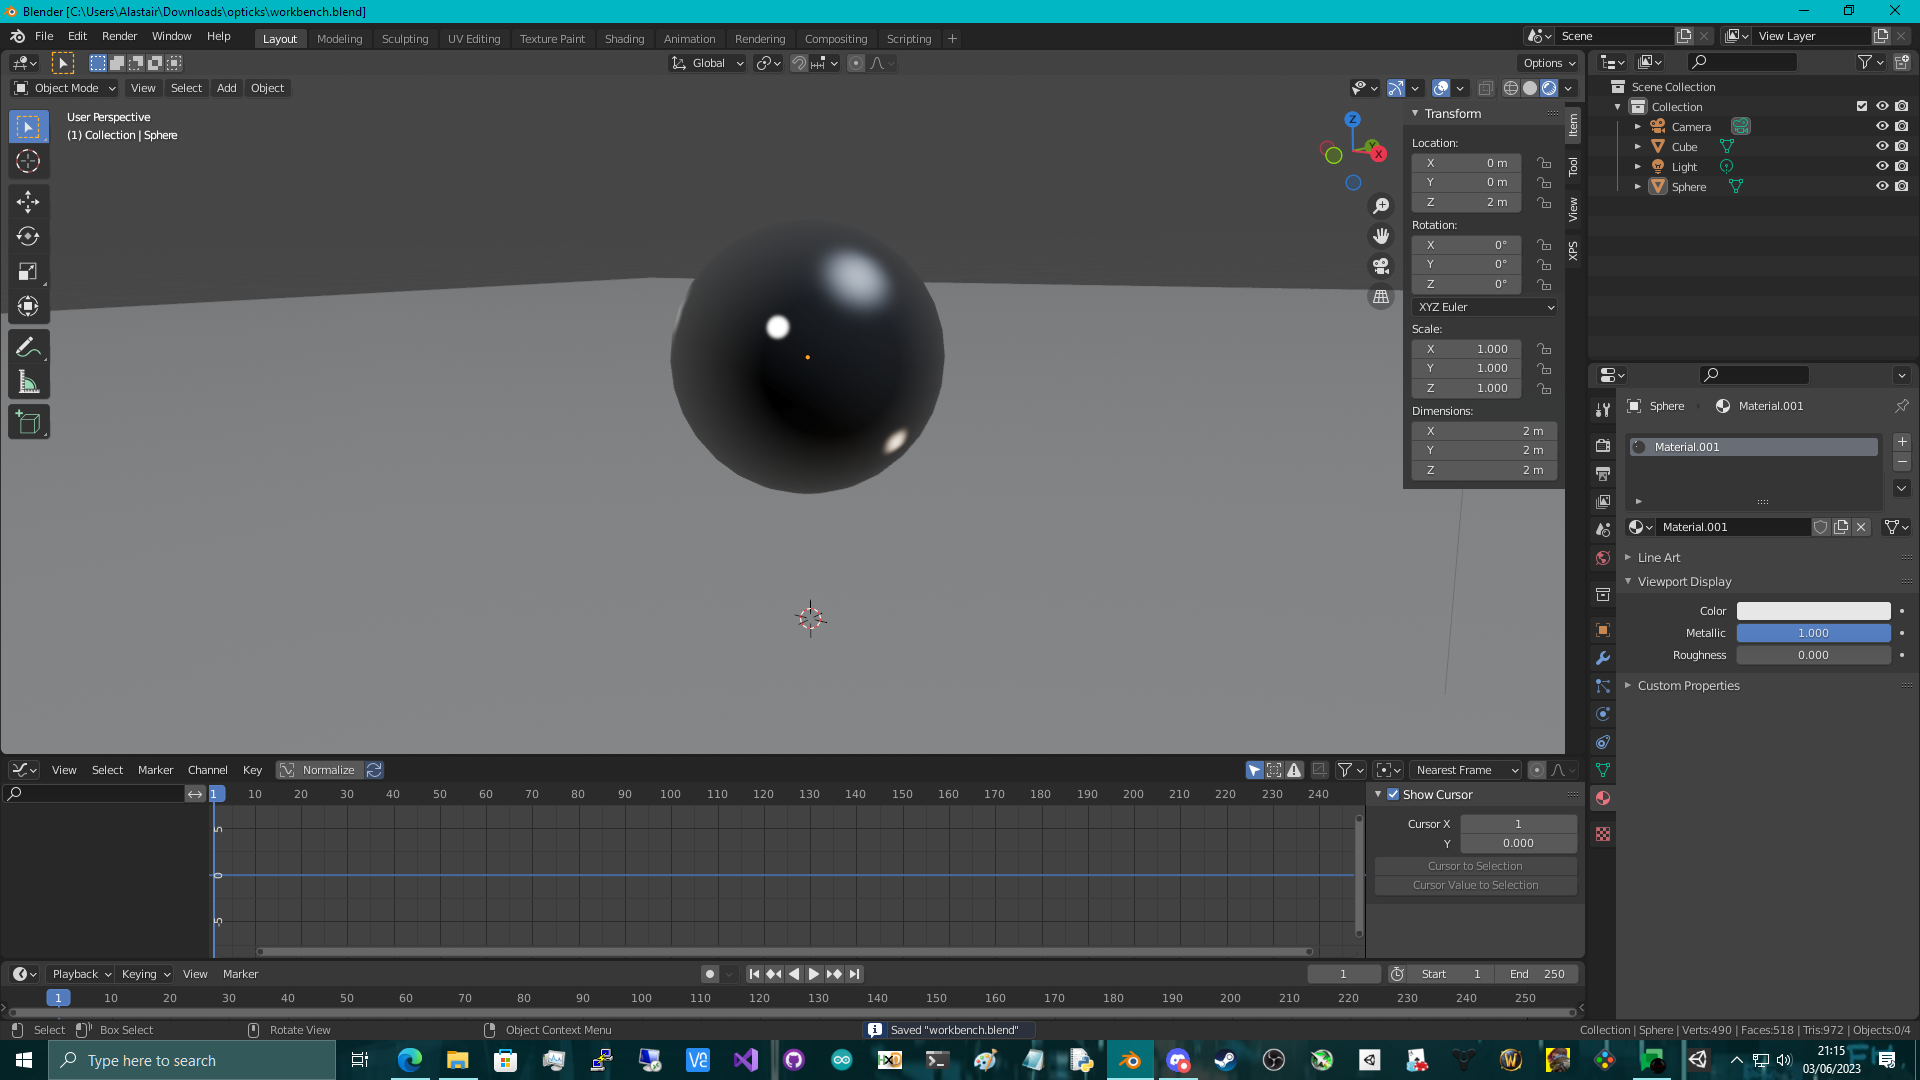 Blender [C:\Users\Alastair\Downloads\opticks\workbench.blend]
File Edit Render Window Help Layout Modeling Sculpting UV Editing Texture Paint Shading Animation Rendering Compositing Scripting + Scene View Layer
Global Options
Object Mode View Select Add Object
User Perspective
(1) Collection | Sphere
Z
X
Y
Transform
Location:
X 0 m
Y 0 m
Z 2 m
Rotation:
X 0°
Y 0°
Z 0°
XYZ Euler
Scale:
X 1.000
Y 1.000
Z 1.000
Dimensions:
X 2 m
Y 2 m
Z 2 m
Item
Tool
View
XPS
Scene Collection
Collection
Camera
Cube
Light
Sphere
Sphere Material.001
Material.001
Material.001
Line Art
Viewport Display
Color
Metallic 1.000
Roughness 0.000
Custom Properties
View Select Marker Channel Key Normalize Nearest Frame
1 10 20 30 40 50 60 70 80 90 100 110 120 130 140 150 160 170 180 190 200 210 220 230 240
5
0
-5
Show Cursor
Cursor X 1
Y 0.000
Cursor to Selection
Cursor Value to Selection
Playback Keying View Marker 1 Start 1 End 250
1 10 20 30 40 50 60 70 80 90 100 110 120 130 140 150 160 170 180 190 200 210 220 230 240 250
Select Box Select Rotate View Object Context Menu Saved "workbench.blend" Collection | Sphere | Verts:490 | Faces:518 | Tris:972 | Objects:0/4
Type here to search
21:15
03/06/2023